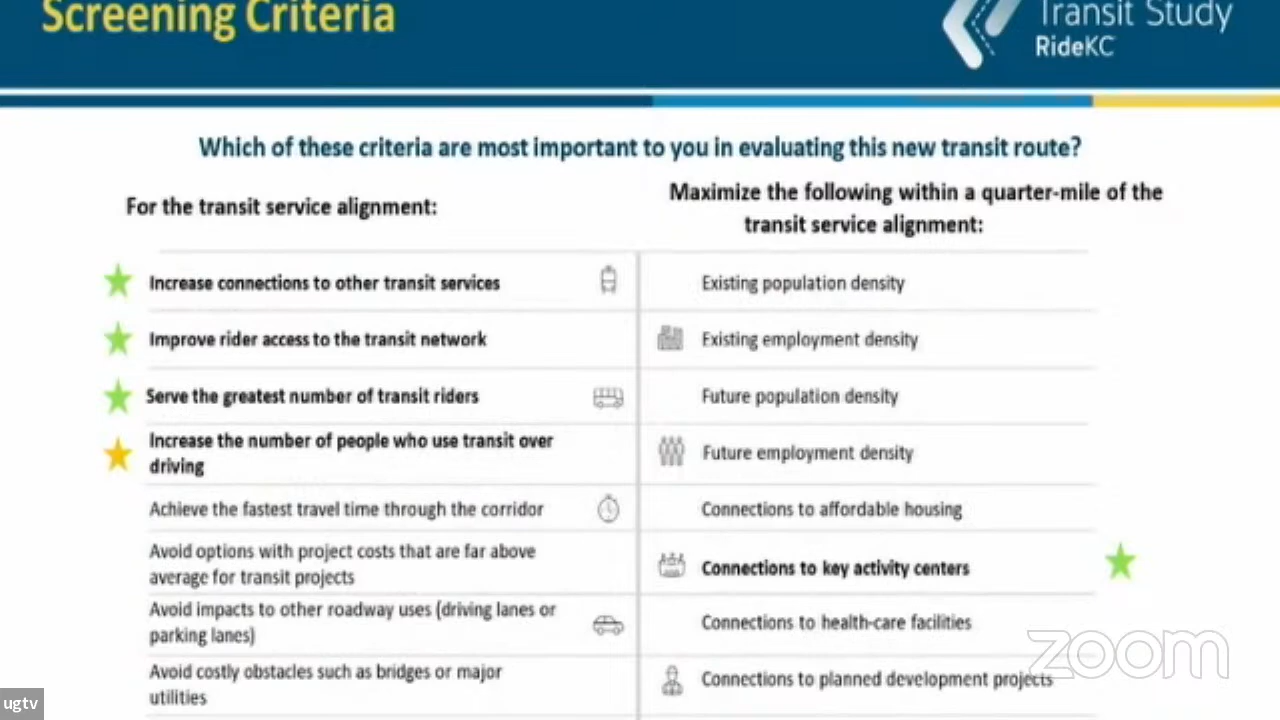 Screening Criteria
Transit Study
RideKC
Which of these criteria are most important to you in evaluating this new transit route?
For the transit service alignment:
Maximize the following within a quarter-mile of the
transit service alignment:
Increase connections to other transit services
Existing population density
Improve rider access to the transit network
Existing employment density
Serve the greatest number of transit riders
Future population density
Increase the number of people who use transit over
driving
Future employment density
Achieve the fastest travel time through the corridor
Connections to affordable housing
Avoid options with project costs that are far above
average for transit projects
Connections to key activity centers
Avoid impacts to other roadway uses (driving lanes or
parking lanes)
Connections to health-care facilities
Avoid costly obstacles such as bridges or major
utilities
Connections to planned development projects
zoom
ugtv